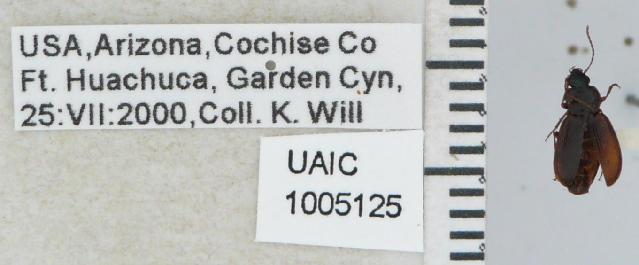 USA,Arizona,Cochise Co
Ft. Huachuca, Garden Cyn,
25:VII:2000,Coll. K. Will
UAIC
1005125